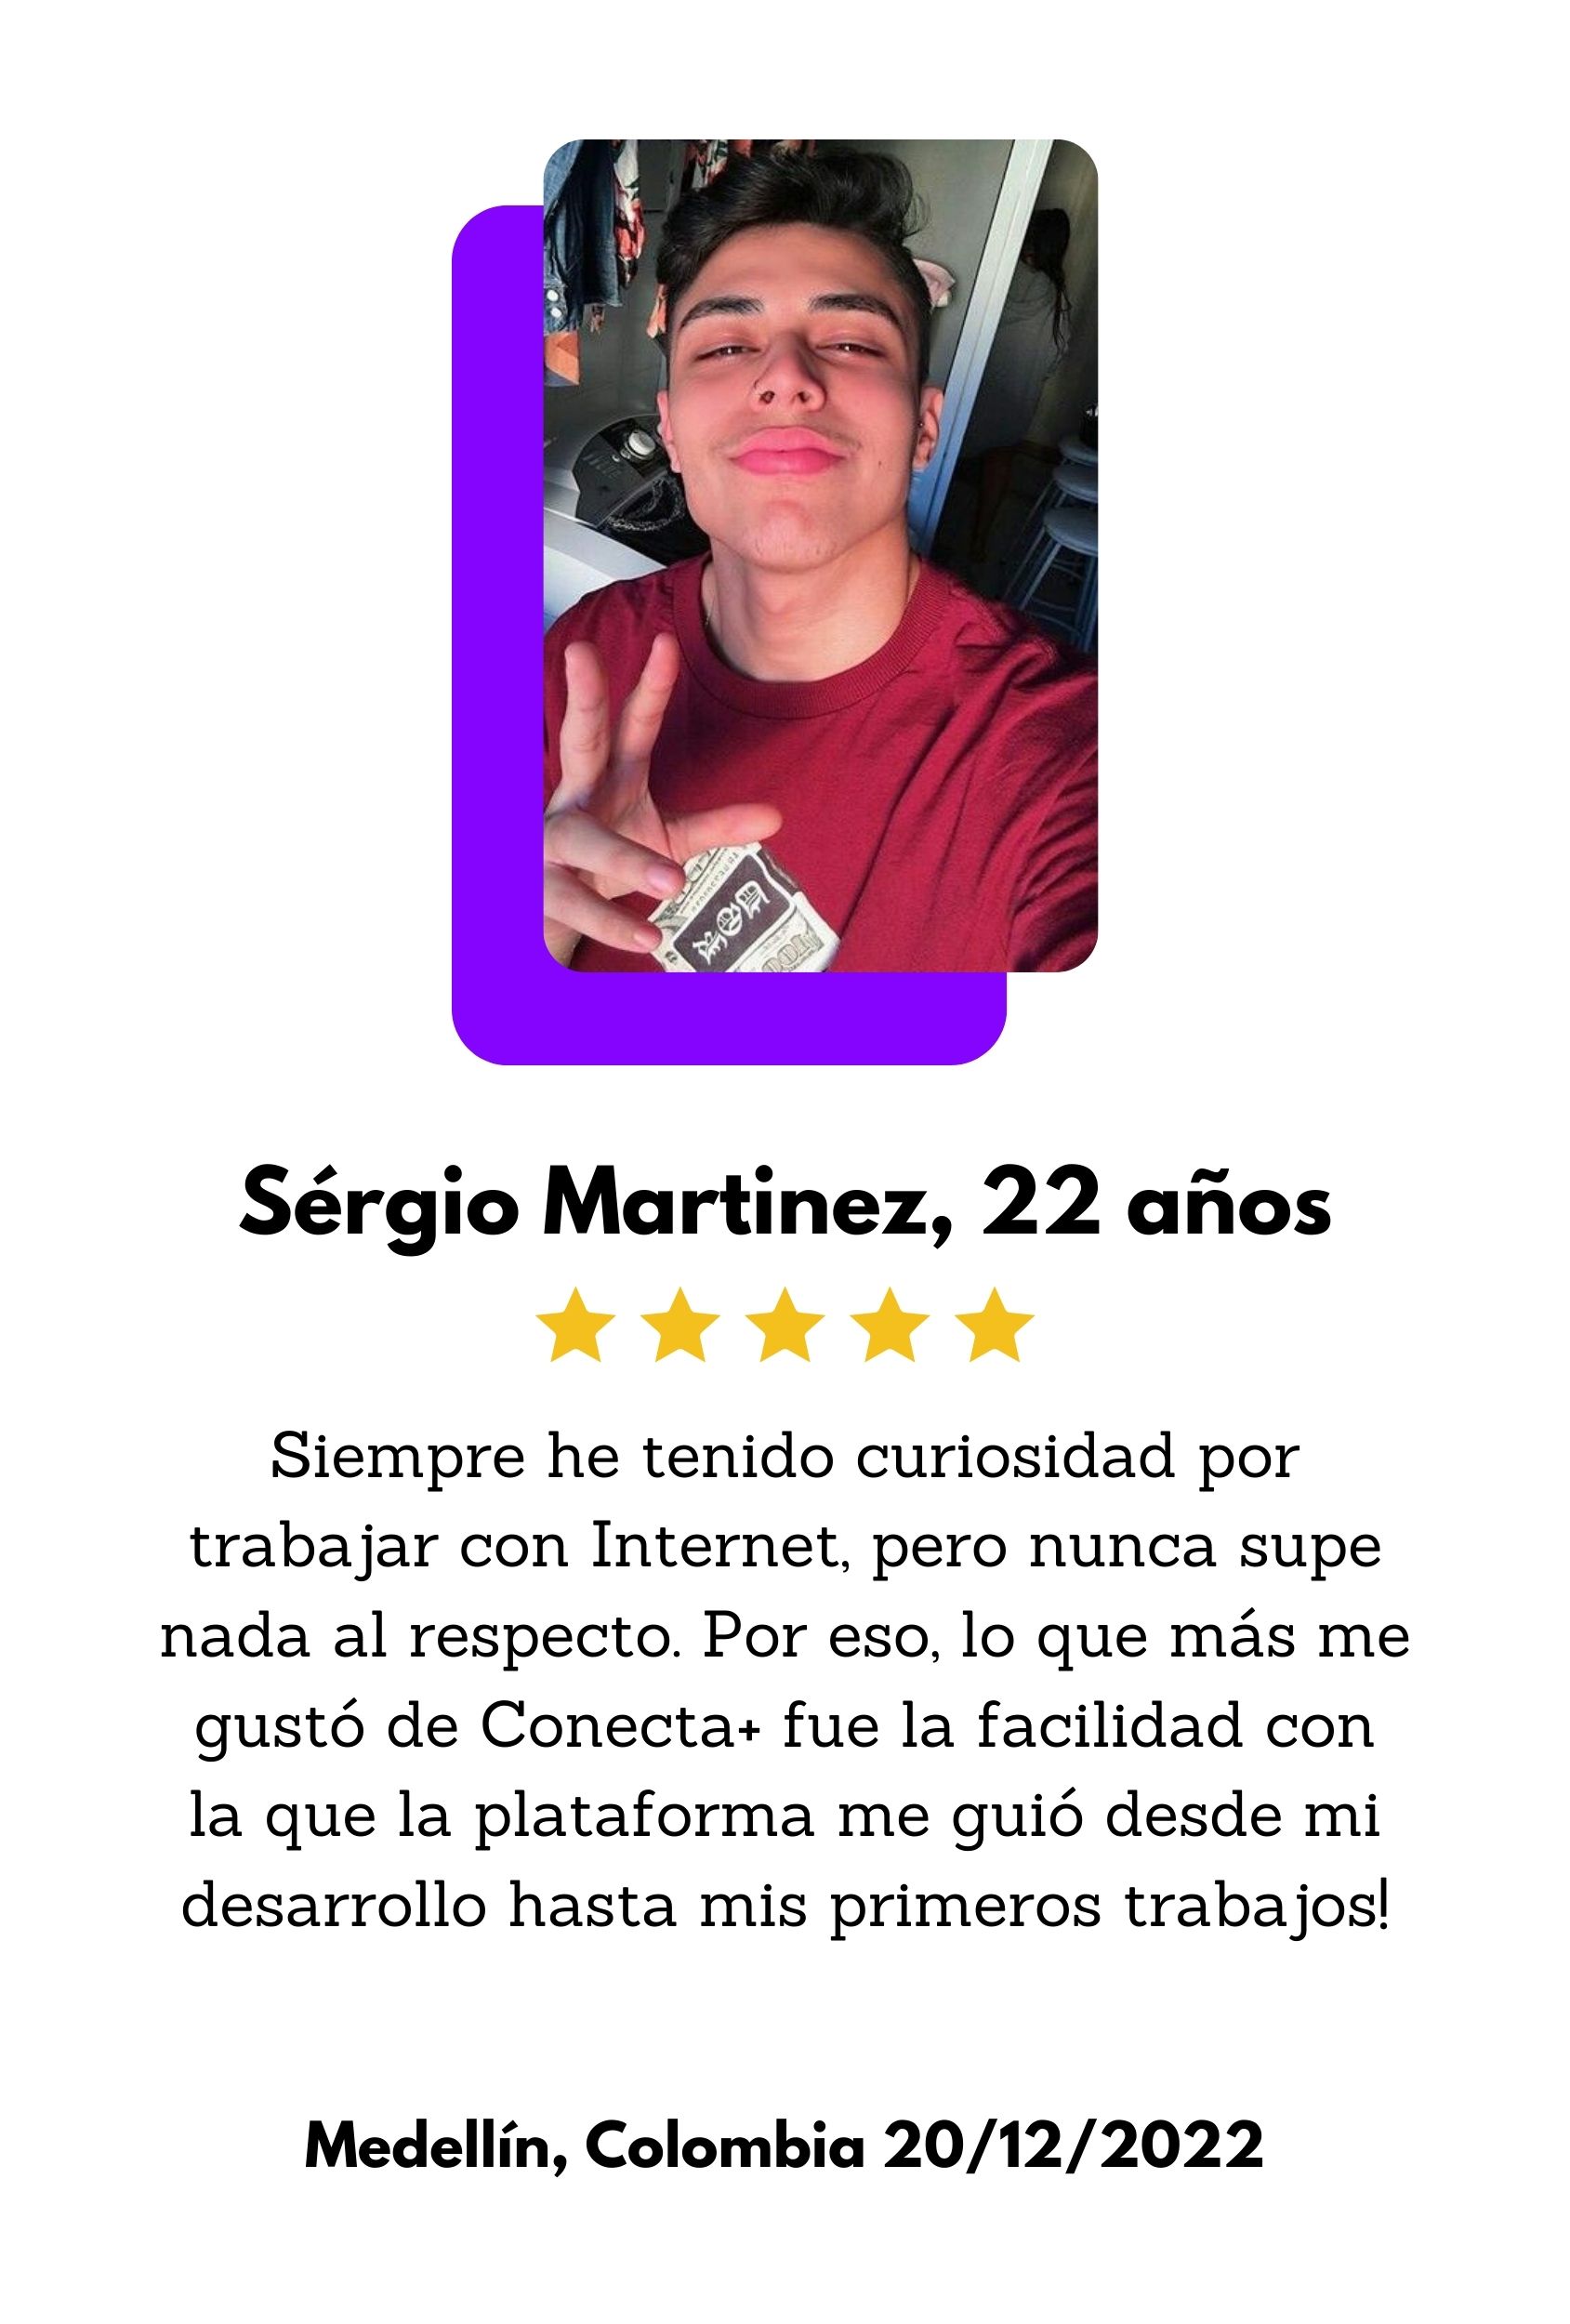 Sérgio Martinez, 22 años
Siempre he tenido curiosidad por
trabajar con Internet, pero nunca supe
nada al respecto. Por eso, lo que más me
gustó de Conecta+ fue la facilidad con
la que la plataforma me guió desde mi
desarrollo hasta mis primeros trabajos!
Medellín, Colombia 20/12/2022